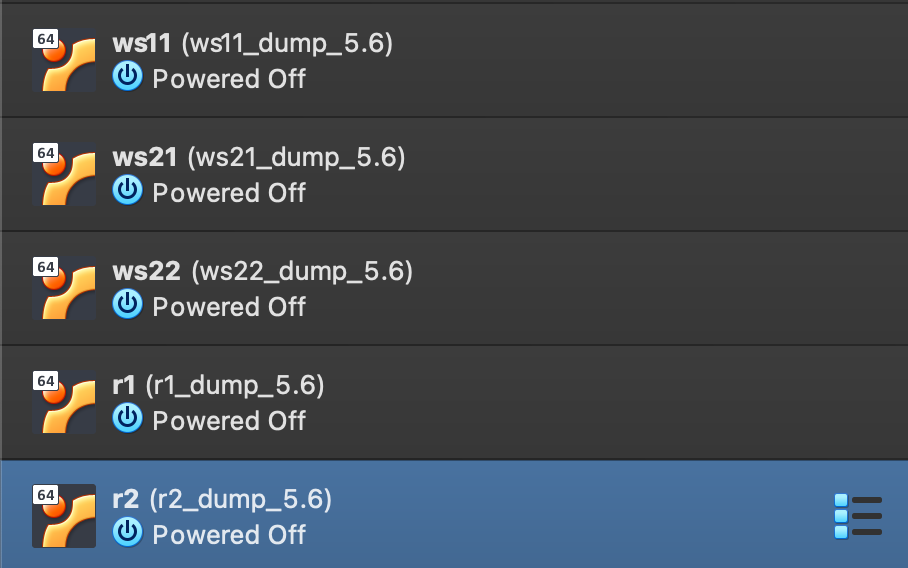 64
ws11 (ws11_dump_5.6)
Powered Off
64
ws21 (ws21_dump_5.6)
Powered Off
64
ws22 (ws22_dump_5.6)
Powered Off
64
r1 (r1_dump_5.6)
Powered Off
64
r2 (r2_dump_5.6)
Powered Off